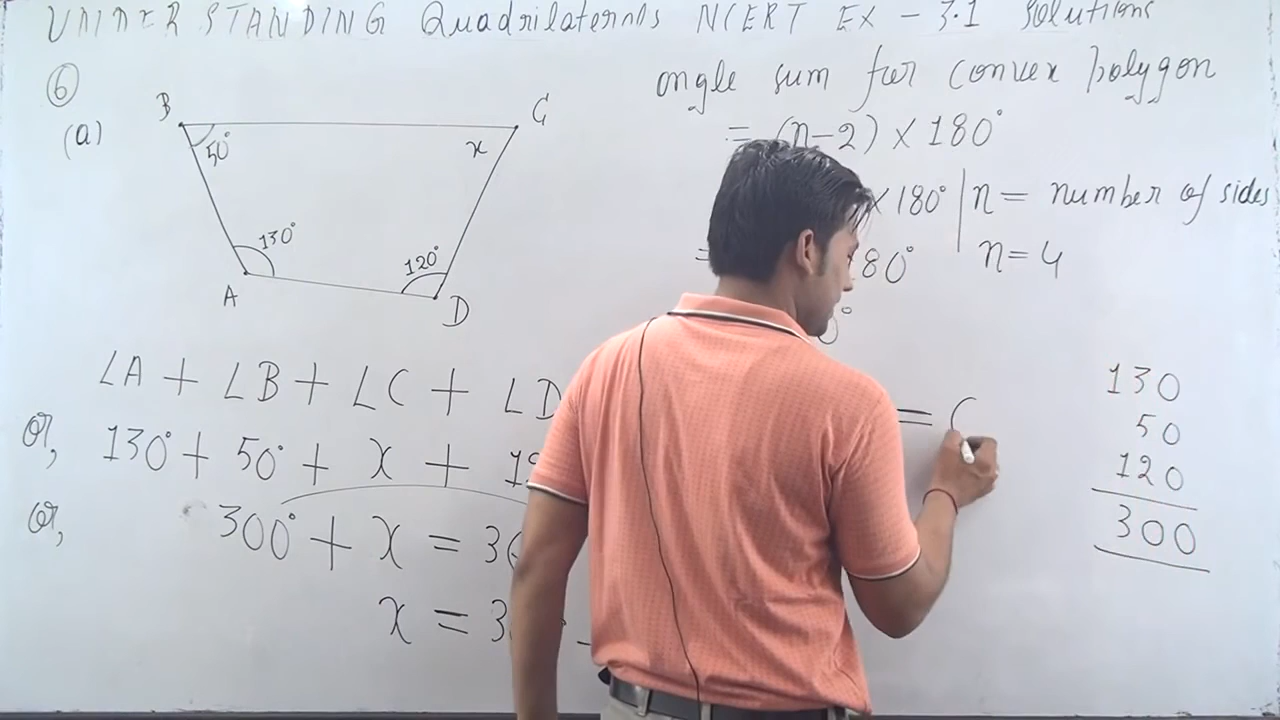 UNDERSTANDING Quadrilaterals NCERT EX - 3.1 Solutions
⑥
(a)
B
C
50°
x
130°
120°
A
D
angle sum for convex polygon
= (n-2) × 180°
× 180° | n = number of sides
= 80° n = 4
°
∠A + ∠B + ∠C + ∠D
or, 130° + 50° + x + 1
or, 300° + x = 3
x = 3 -
=
130
50
120
300